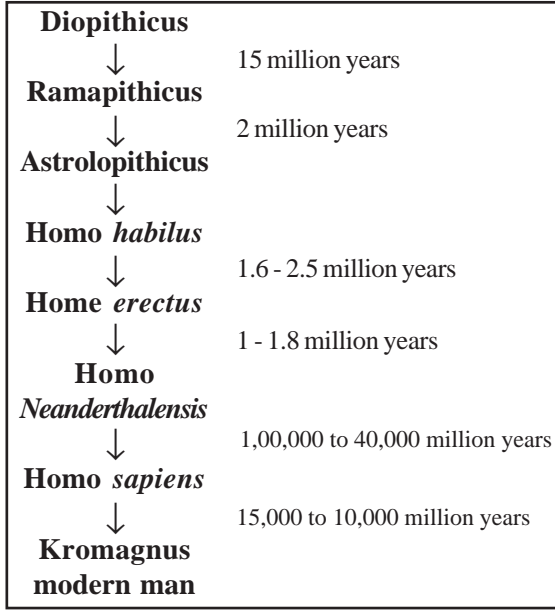 Diopithicus
↓
15 million years
Ramapithicus
↓
2 million years
Astrolopithicus
↓
Homo habilus
↓
1.6 - 2.5 million years
Home erectus
↓
1 - 1.8 million years
Homo
Neanderthalensis
↓
1,00,000 to 40,000 million years
Homo sapiens
↓
15,000 to 10,000 million years
Kromagnus
modern man